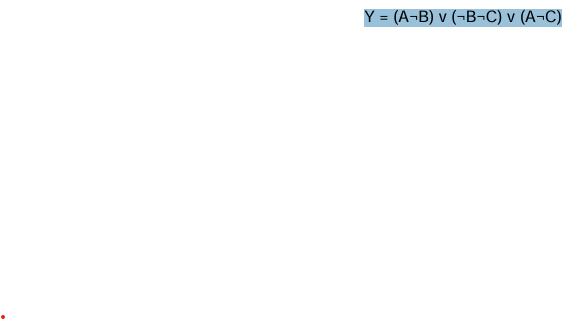 Y = (A¬B) v (¬B¬C) v (A¬C)